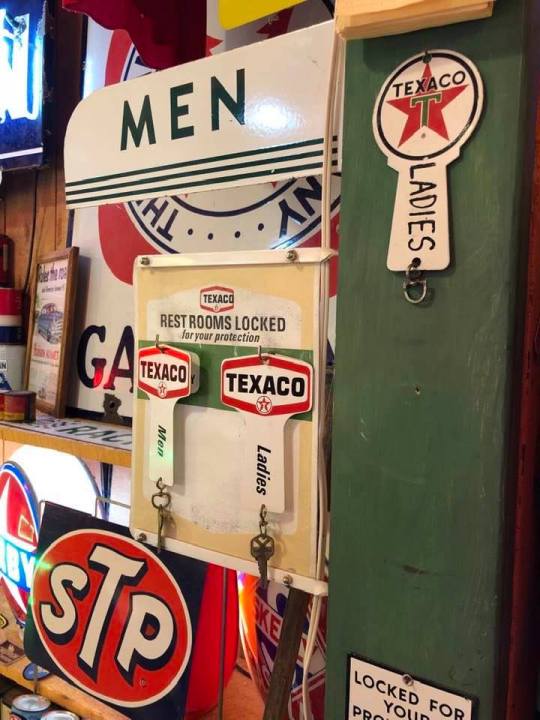 MEN
TEXACO
T
LADIES
TEXACO
REST ROOMS LOCKED
for your protection
TEXACO
Men
TEXACO
Ladies
GA
STP
LOCKED FOR
YOUR